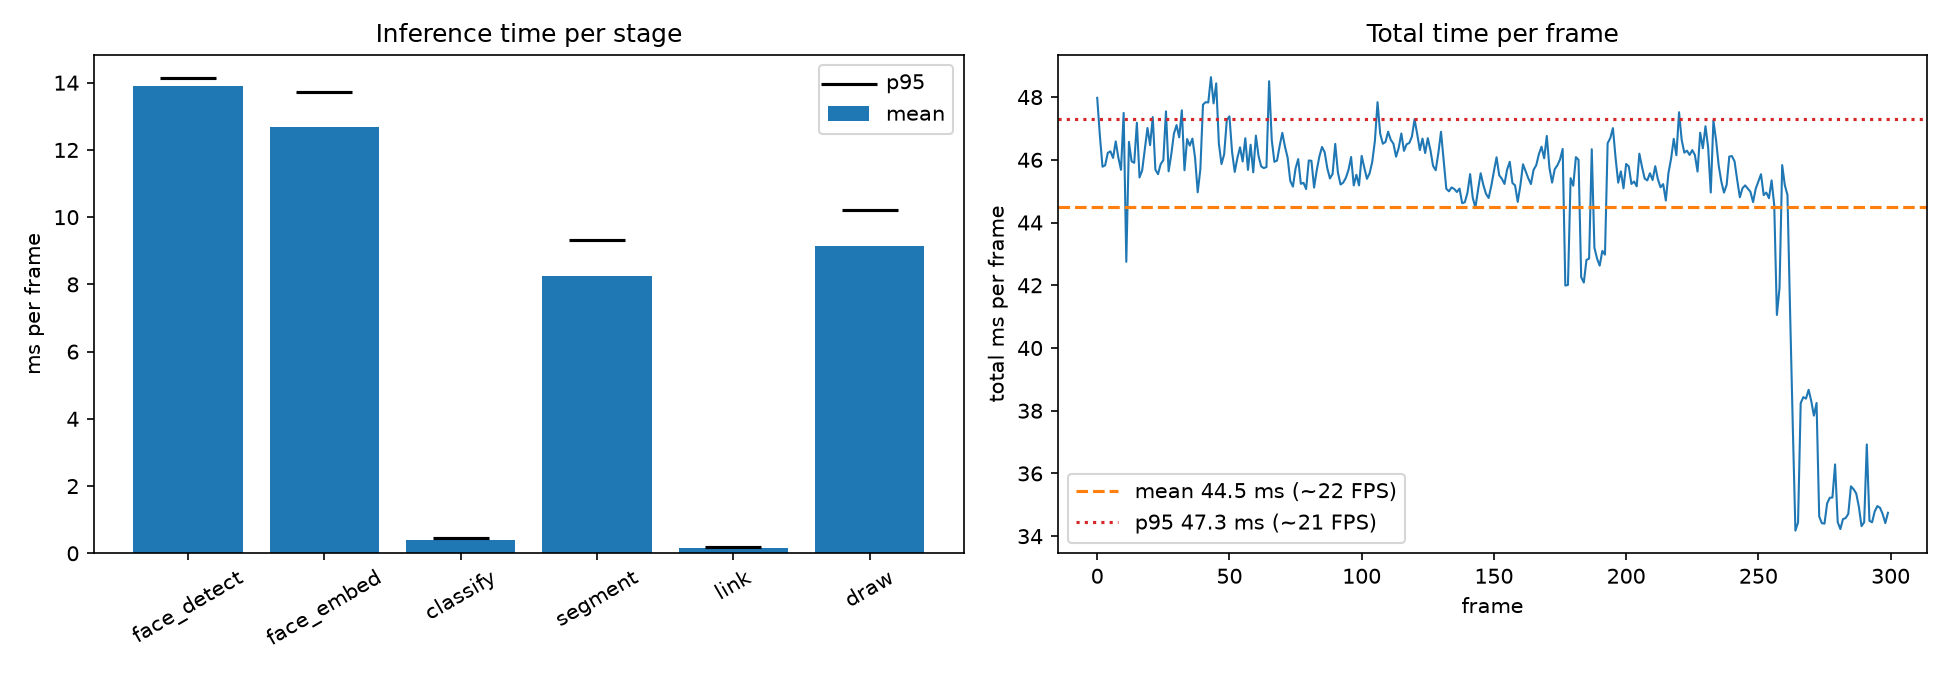 Inference time per stage
ms per frame
14
12
10
8
6
4
2
0
p95
mean
face_detect
face_embed
classify
segment
link
draw
Total time per frame
total ms per frame
48
46
44
42
40
38
36
34
mean 44.5 ms (~22 FPS)
p95 47.3 ms (~21 FPS)
0 50 100 150 200 250 300
frame